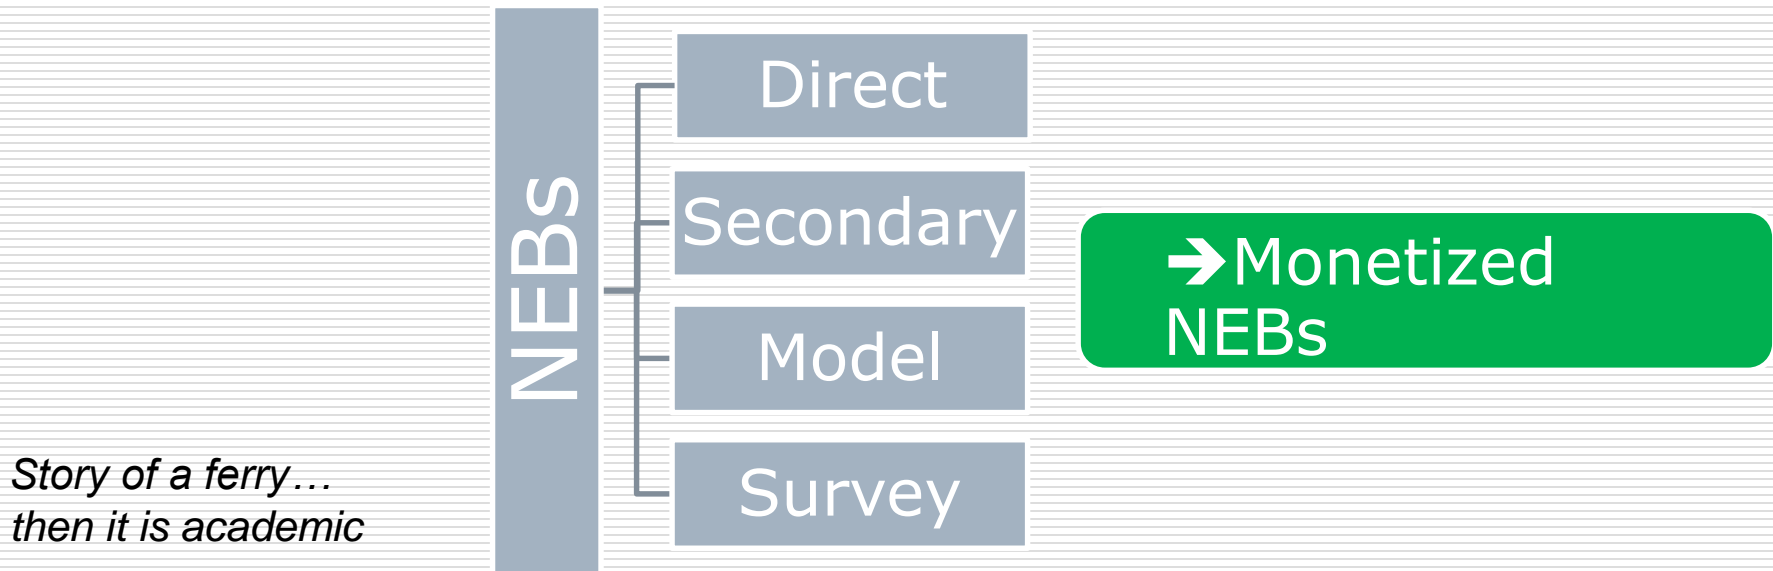 NEBs
Direct
Secondary
Model
Survey
➔Monetized
NEBs
Story of a ferry…
then it is academic